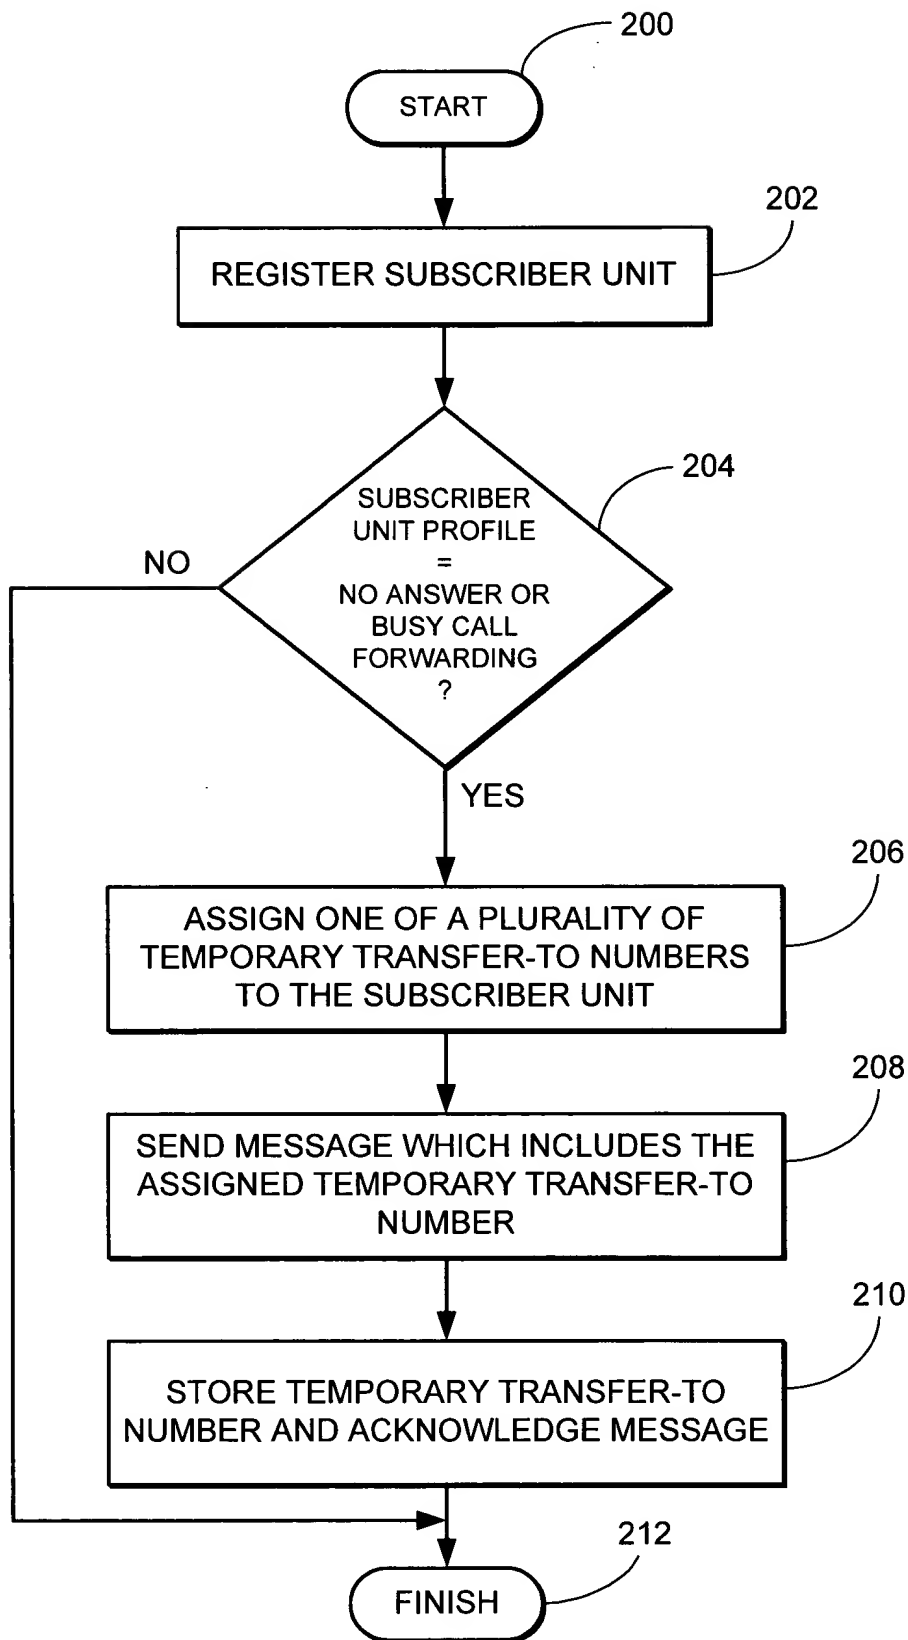 200
START
202
REGISTER SUBSCRIBER UNIT
204
SUBSCRIBER
UNIT PROFILE
=
NO ANSWER OR
BUSY CALL
FORWARDING
?
NO
YES
206
ASSIGN ONE OF A PLURALITY OF
TEMPORARY TRANSFER-TO NUMBERS
TO THE SUBSCRIBER UNIT
208
SEND MESSAGE WHICH INCLUDES THE
ASSIGNED TEMPORARY TRANSFER-TO
NUMBER
210
STORE TEMPORARY TRANSFER-TO
NUMBER AND ACKNOWLEDGE MESSAGE
212
FINISH